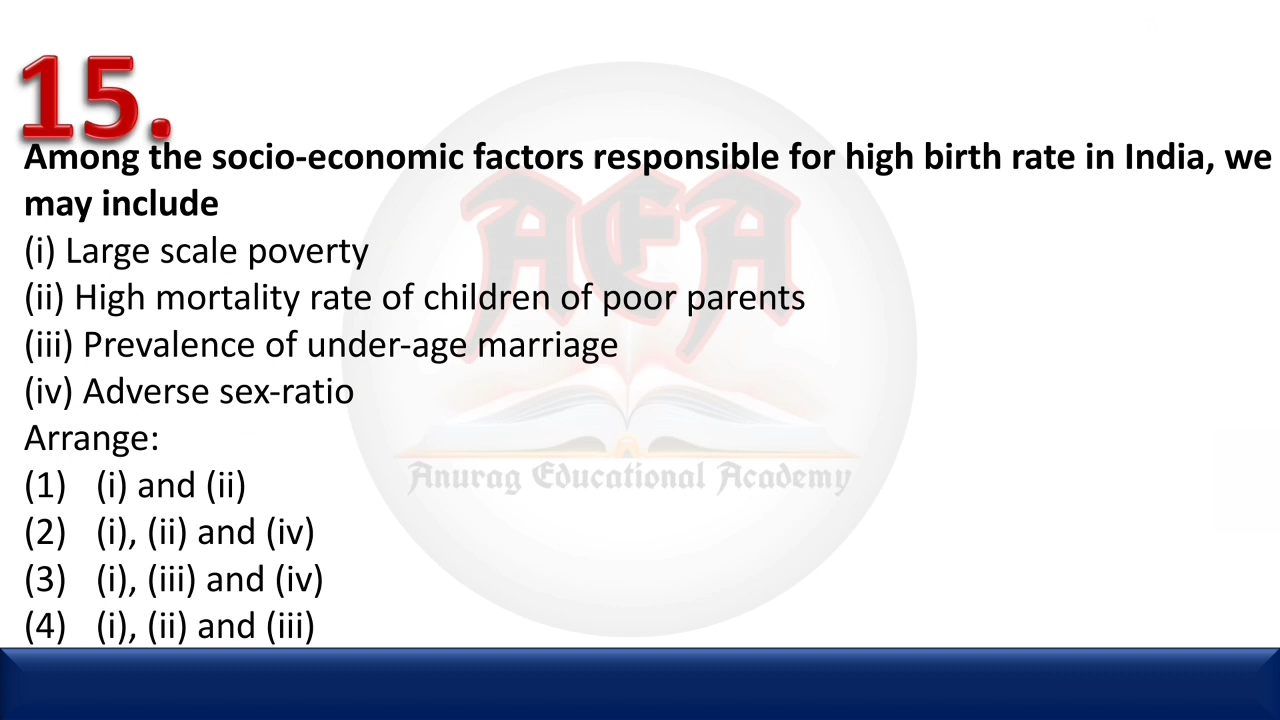 15.
Among the socio-economic factors responsible for high birth rate in India, we
may include
(i) Large scale poverty
(ii) High mortality rate of children of poor parents
(iii) Prevalence of under-age marriage
(iv) Adverse sex-ratio
Arrange:
(1) (i) and (ii)
(2) (i), (ii) and (iv)
(3) (i), (iii) and (iv)
(4) (i), (ii) and (iii)
AEA
Anurag Educational Academy